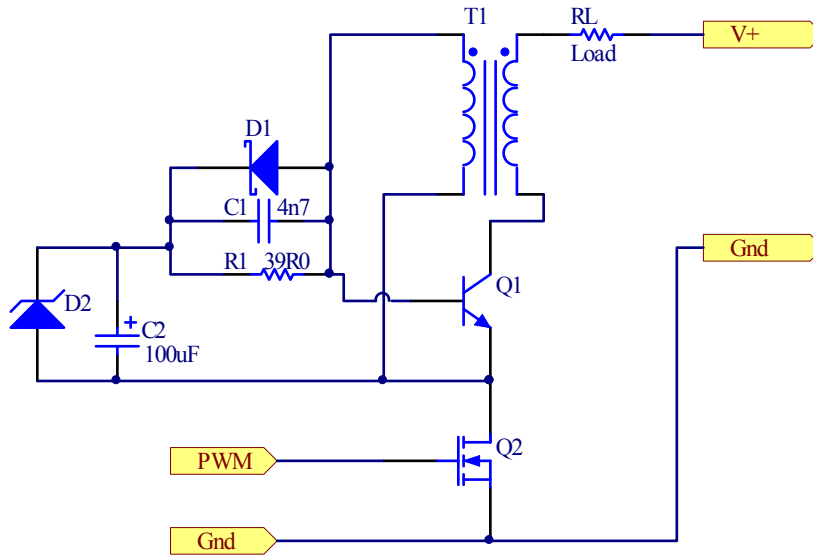 T1
RL
Load
V+
D1
C1 4n7
R1 39R0
Gnd
Q1
D2
+
C2
100uF
Q2
PWM
Gnd